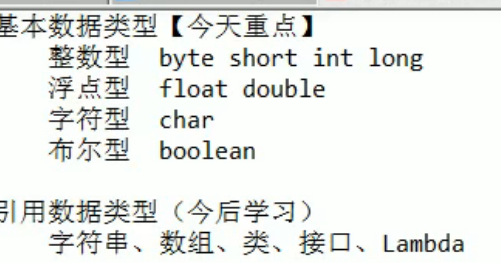 基本数据类型【今天重点】
整数型 byte short int long
浮点型 float double
字符型 char
布尔型 boolean
引用数据类型（今后学习）
字符串、数组、类、接口、Lambda